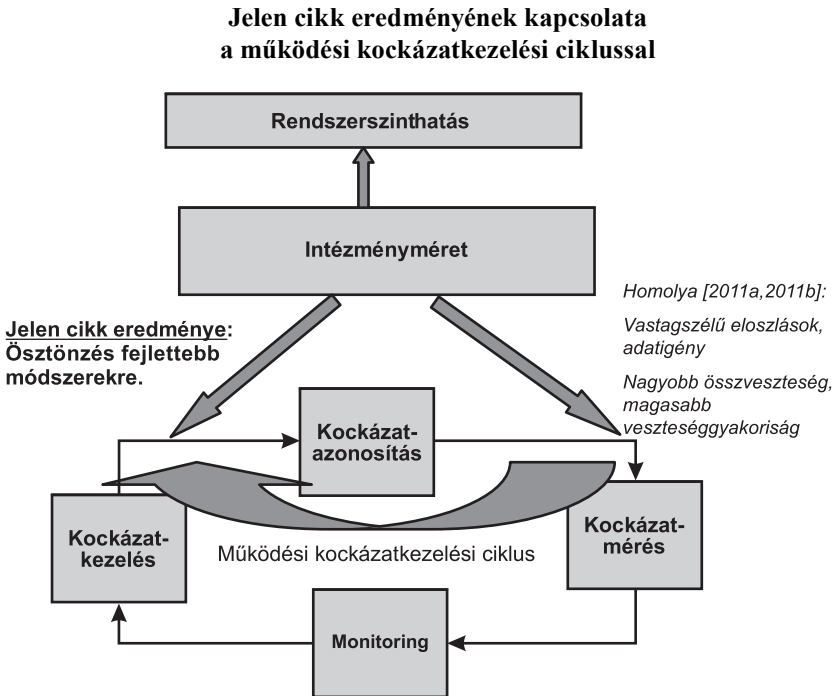 Jelen cikk eredményének kapcsolata
a működési kockázatkezelési ciklussal
Rendszerszinthatás
Intézményméret
Homolya [2011a,2011b]:
Vastagszélű eloszlások,
adatigény
Nagyobb összveszteség,
magasabb
veszteséggyakoriság
Jelen cikk eredménye:
Ösztönzés fejlettebb
módszerekre.
Kockázat-
azonosítás
Kockázat-
kezelés
Működési kockázatkezelési ciklus
Kockázat-
mérés
Monitoring